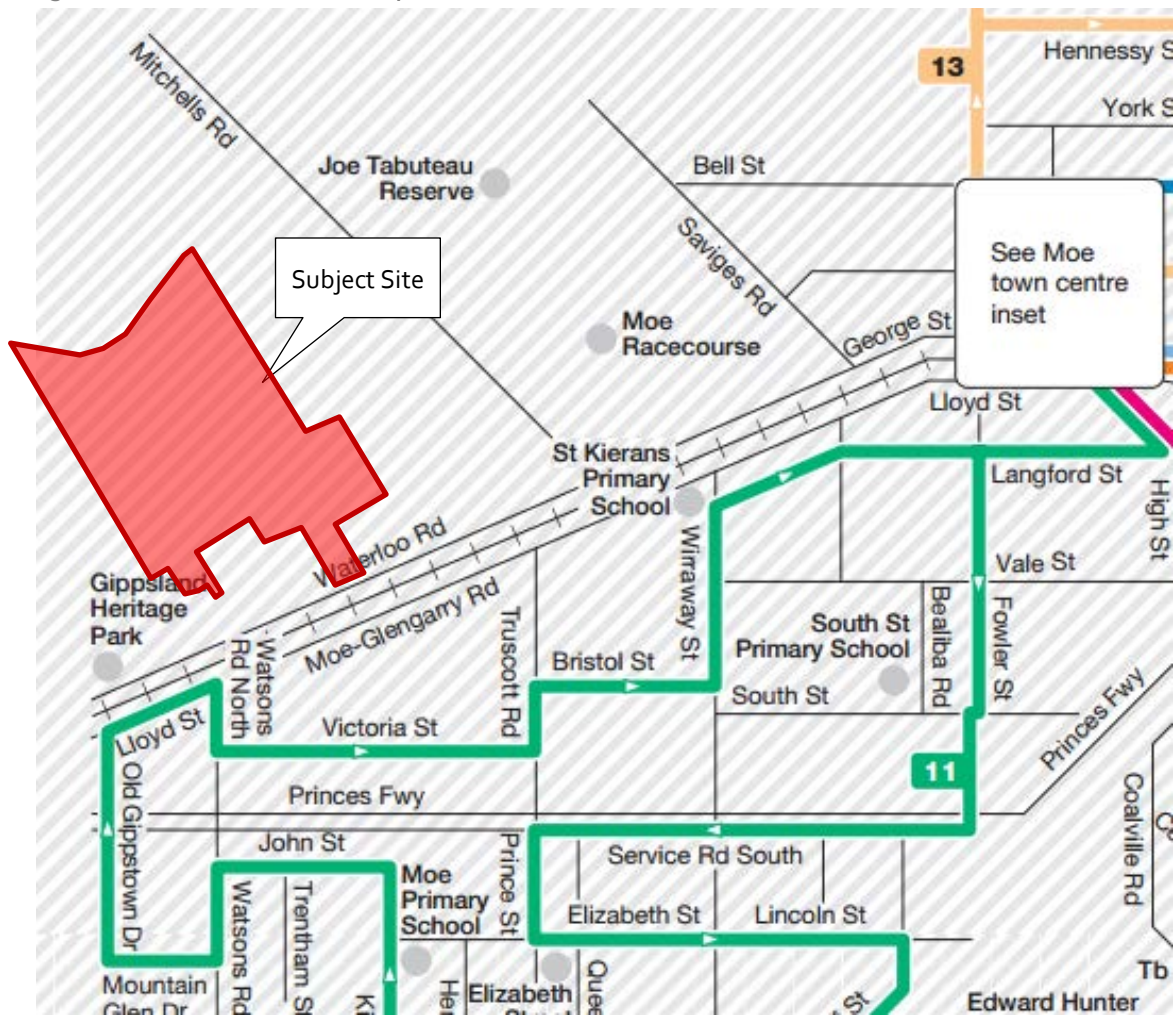 Mitchells Rd
Joe Tabuteau
Reserve
Bell St
13
Hennessy S
York S
Subject Site
Saviges Rd
See Moe
town centre
inset
Moe
Racecourse
George St
Lloyd St
St Kierans
Primary
School
Langford St
High St
Waterloo Rd
Gippsland
Heritage
Park
Moe-Glengarry Rd
Wirraway St
Vale St
Watsons
Rd North
Truscott Rd
Bristol St
South St
Primary School
Bealiba Rd
Fowler St
South St
Princes Fwy
Lloyd St
Victoria St
11
Old Gippstown Dr
Princes Fwy
John St
Prince St
Service Rd South
Coalville Rd
Moe
Primary
School
Watsons Rd
Trentham S
Elizabeth St
Lincoln St
Mountain
Glen Dr
Ki
Her
Elizabeth
Quee
St
Tb
Edward Hunter